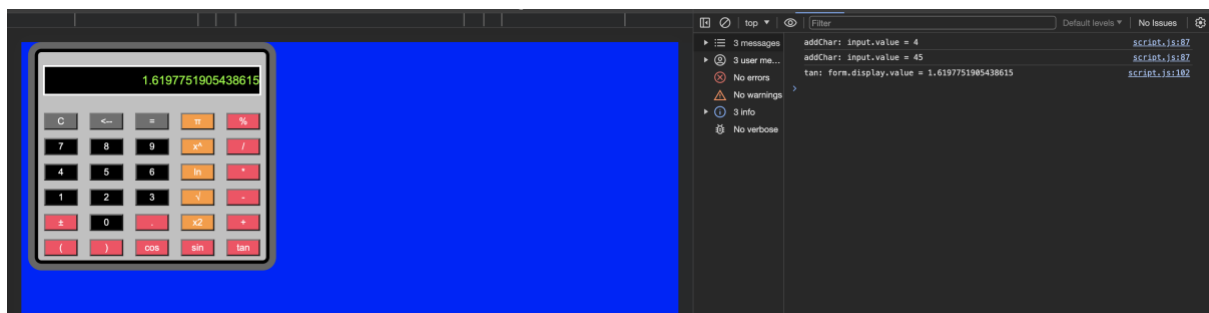 top ▼
Filter
Default levels ▼
No Issues
1.6197751905438615
C <-- = π %
7 8 9 x^ /
4 5 6 ln *
1 2 3 √ -
± 0 . x2 +
( ) cos sin tan
3 messages
3 user me...
No errors
No warnings
3 info
No verbose
addChar: input.value = 4 script.js:87
addChar: input.value = 45 script.js:87
tan: form.display.value = 1.6197751905438615 script.js:102
>